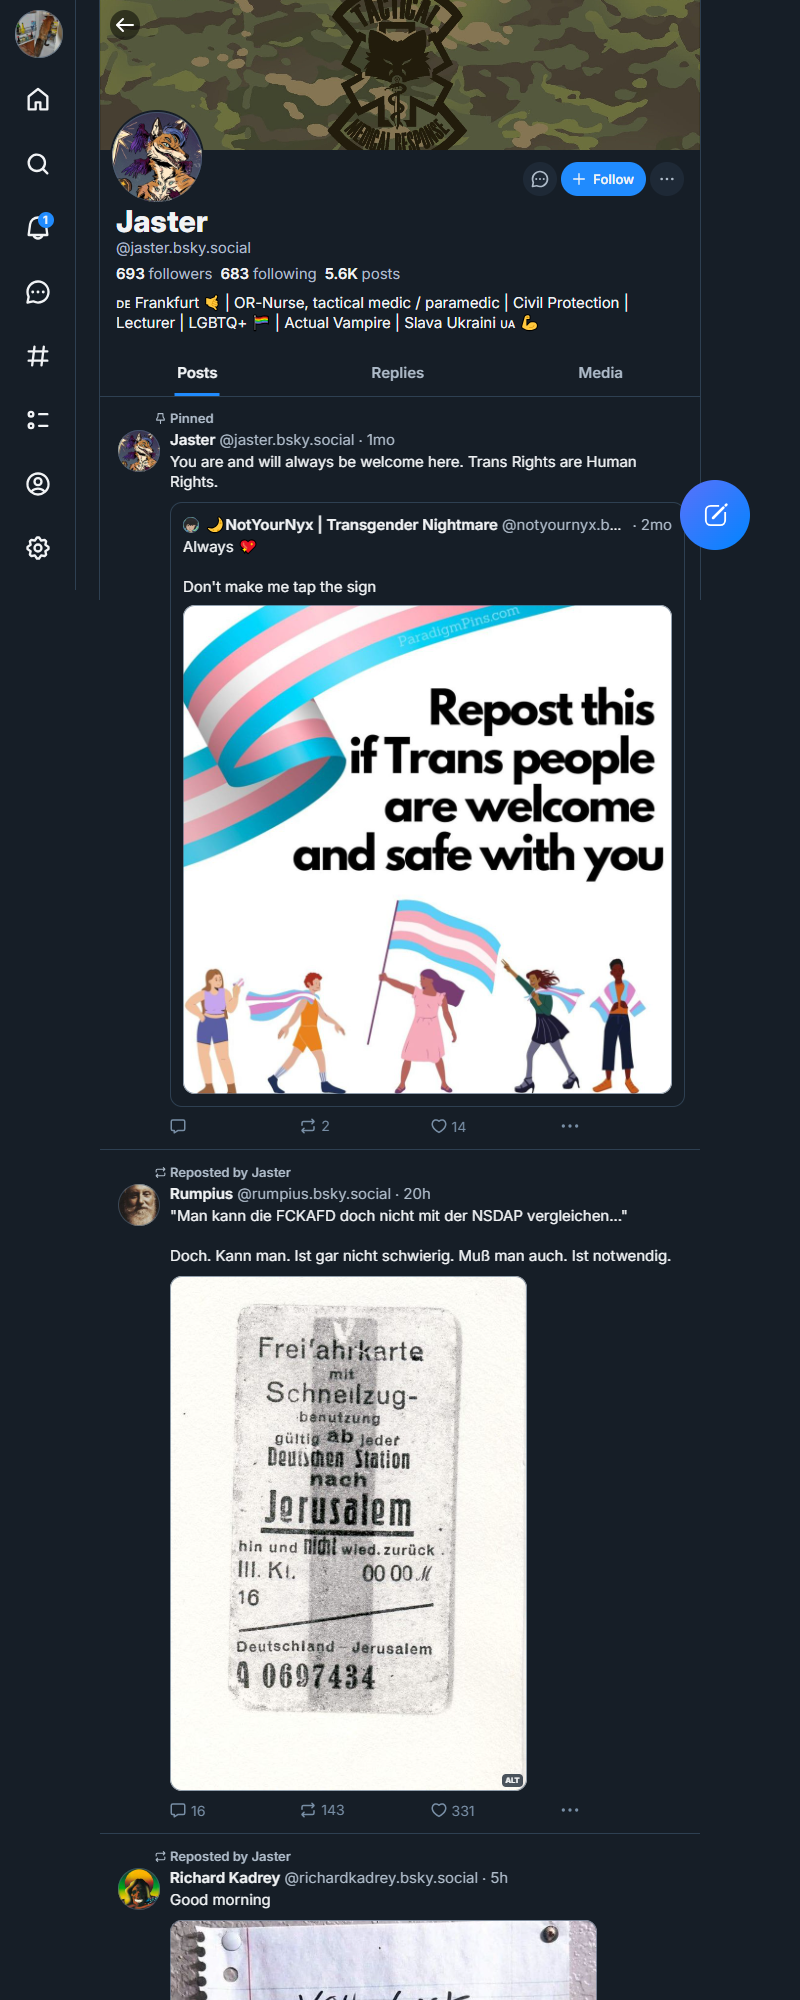 TACTICAL
MEDICAL RESPONSE
1
Follow
Jaster
@jaster.bsky.social
693 followers 683 following 5.6K posts
🇩🇪 Frankfurt 🤙 | OR-Nurse, tactical medic / paramedic | Civil Protection |
Lecturer | LGBTQ+ 🏳️‍🌈 | Actual Vampire | Slava Ukraini 🇺🇦 💪
Posts Replies Media
Pinned
Jaster @jaster.bsky.social · 1mo
You are and will always be welcome here. Trans Rights are Human
Rights.
🌙NotYourNyx | Transgender Nightmare @notyournyx.b... · 2mo
Always 💖
Don't make me tap the sign
ParadigmPins.com
Repost this
if Trans people
are welcome
and safe with you
2 14
Reposted by Jaster
Rumpius @rumpius.bsky.social · 20h
"Man kann die FCKAFD doch nicht mit der NSDAP vergleichen..."
Doch. Kann man. Ist gar nicht schwierig. Muß man auch. Ist notwendig.
Freifahrkarte
mit
Schnellzug-
benutzung
gültig ab jeder
Deutschen Station
nach
Jerusalem
hin und nicht wied. zurück
III. Kl. 00 00 M
16
Deutschland - Jerusalem
A 0697434
ALT
16 143 331
Reposted by Jaster
Richard Kadrey @richardkadrey.bsky.social · 5h
Good morning